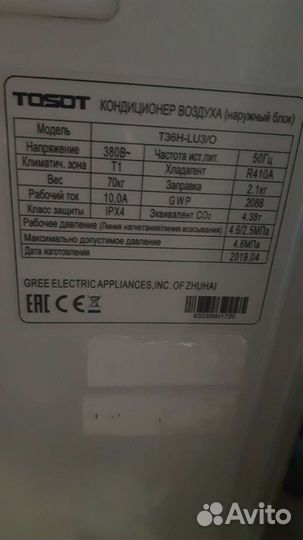 TOSOT КОНДИЦИОНЕР ВОЗДУХА (наружный блок)
Модель T36H-LU3/O
Напряжение 380В~ Частота ист.пит. 50Гц
Климатич. зона T1 Хладагент R410A
Вес 70кг Заправка 2.1кг
Рабочий ток 10.0A GWP 2088
Класс защиты IPX4 Эквивалент CO2 4.38т
Рабочее давление (Линия нагнетания/линия всасывания) 4.6/2.5МПа
Максимально допустимое давление 4.6МПа
Дата изготовления 2019.04
GREE ELECTRIC APPLIANCES, INC. OF ZHUHAI
EAC CE
Avito